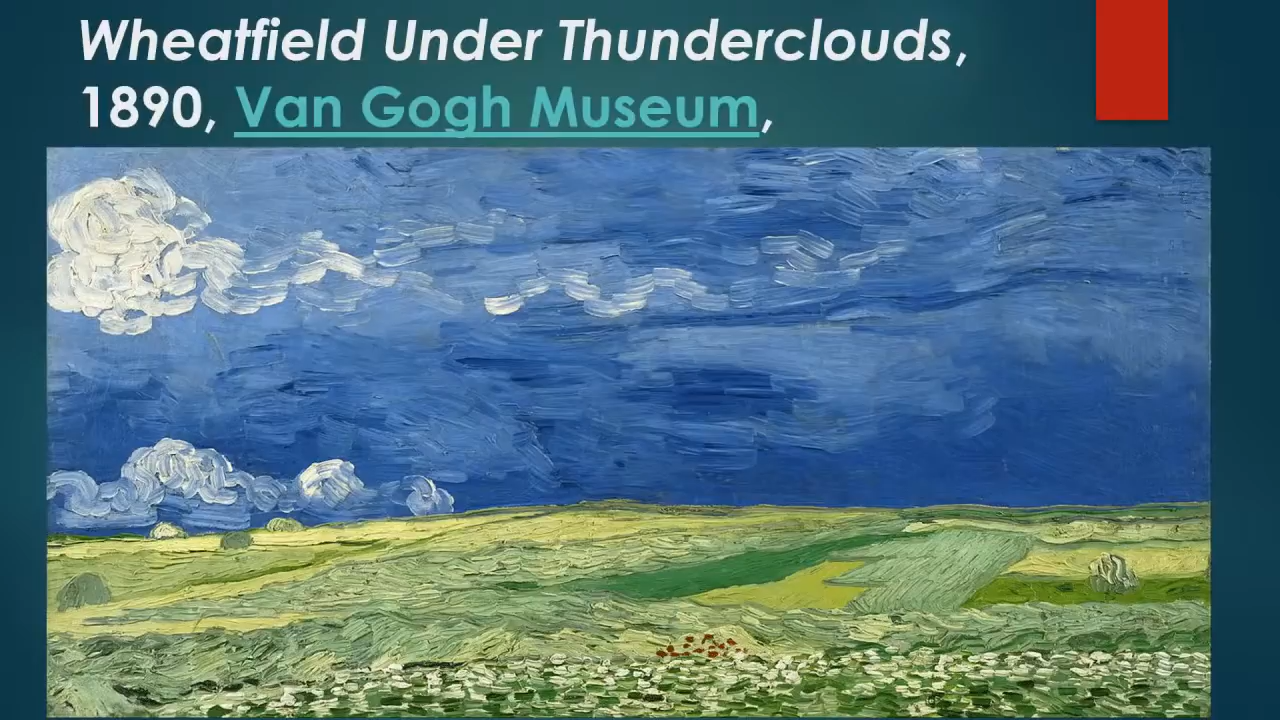 Wheatfield Under Thunderclouds,
1890, Van Gogh Museum,